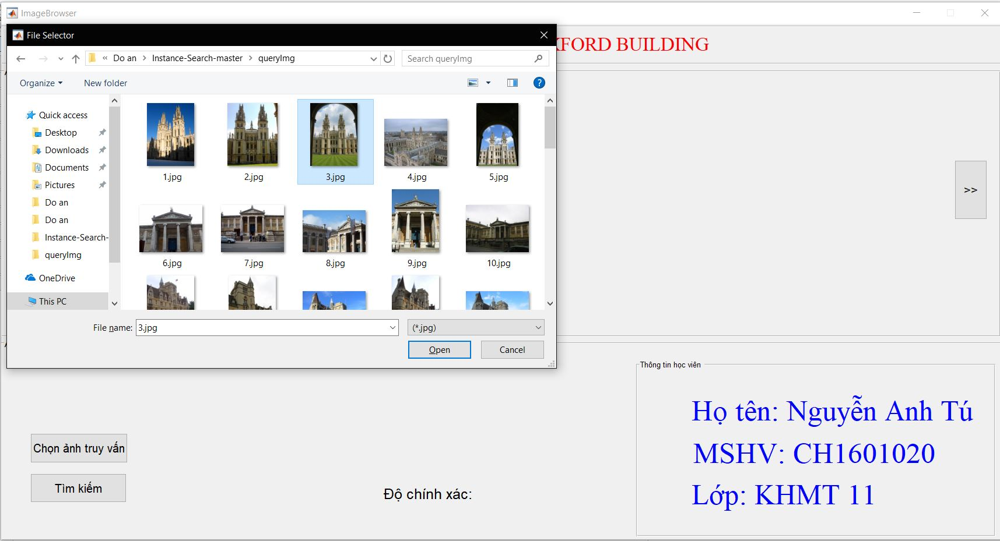 ImageBrowser
File Selector
FORD BUILDING
« Do an > Instance-Search-master > queryImg
Search queryImg
Organize
New folder
?
Quick access
Desktop
Downloads
Documents
Pictures
Do an
Do an
Instance-Search-
queryImg
OneDrive
This PC
1.jpg
2.jpg
3.jpg
4.jpg
5.jpg
6.jpg
7.jpg
8.jpg
9.jpg
10.jpg
>>
File name: 3.jpg
(*.jpg)
Open
Cancel
Thông tin học viên
Họ tên: Nguyễn Anh Tú
MSHV: CH1601020
Lớp: KHMT 11
Chọn ảnh truy vấn
Tìm kiếm
Độ chính xác: